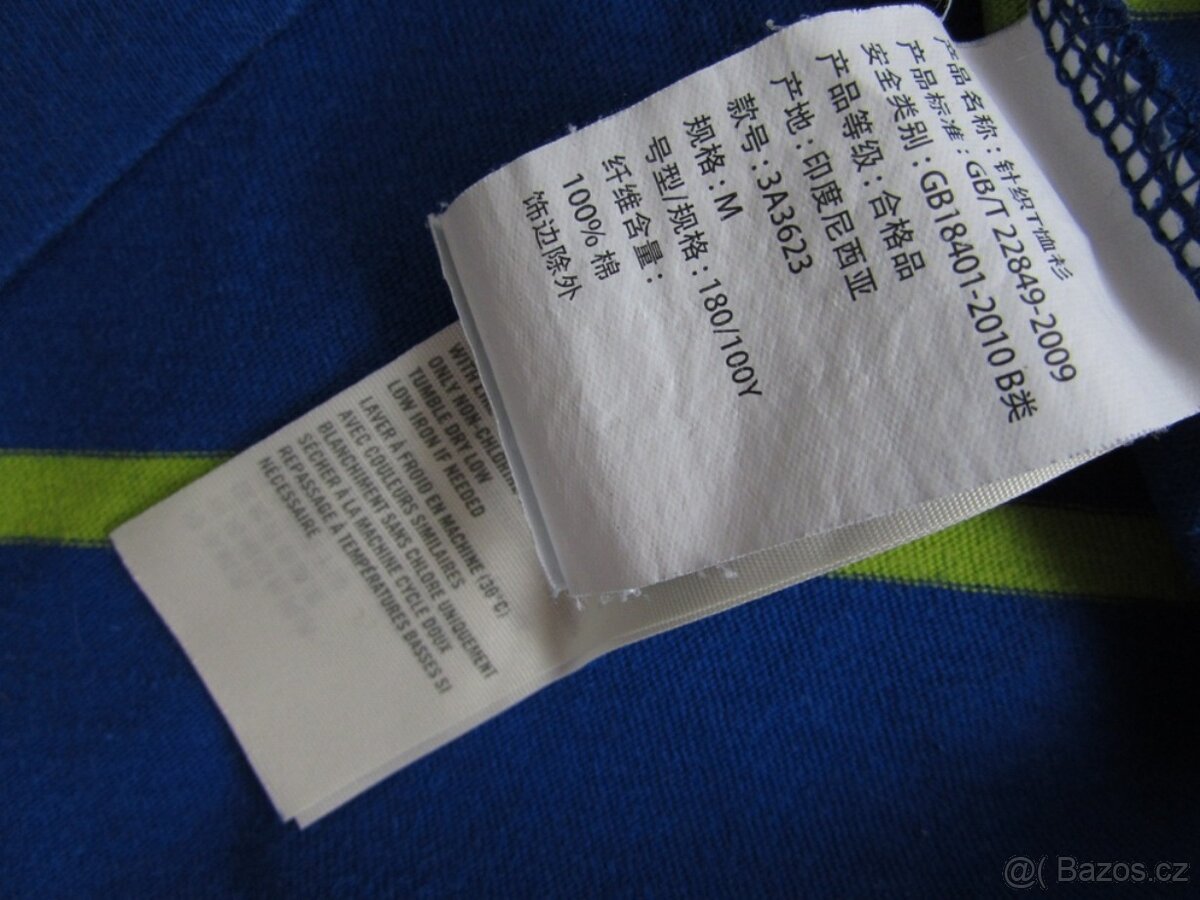 产品名称：针织T恤衫
产品标准：GB/T 22849-2009
安全类别：GB18401-2010 B类
产品等级：合格品
产地：印度尼西亚
款号：3A3623
规格：M
号型/规格：180/100Y
纤维含量：
100% 棉
饰边除外
WITH
ONLY NON-CHLORINE
TUMBLE DRY LOW
LOW IRON IF NEEDED
LAVER À FROID EN MACHINE (30°C)
AVEC COULEURS SIMILAIRES
BLANCHIMENT SANS CHLORE UNIQUEMENT
SÉCHER À LA MACHINE CYCLE DOUX
REPASSAGE À TEMPÉRATURES BASSES SI
NÉCESSAIRE
@( Bazos.cz